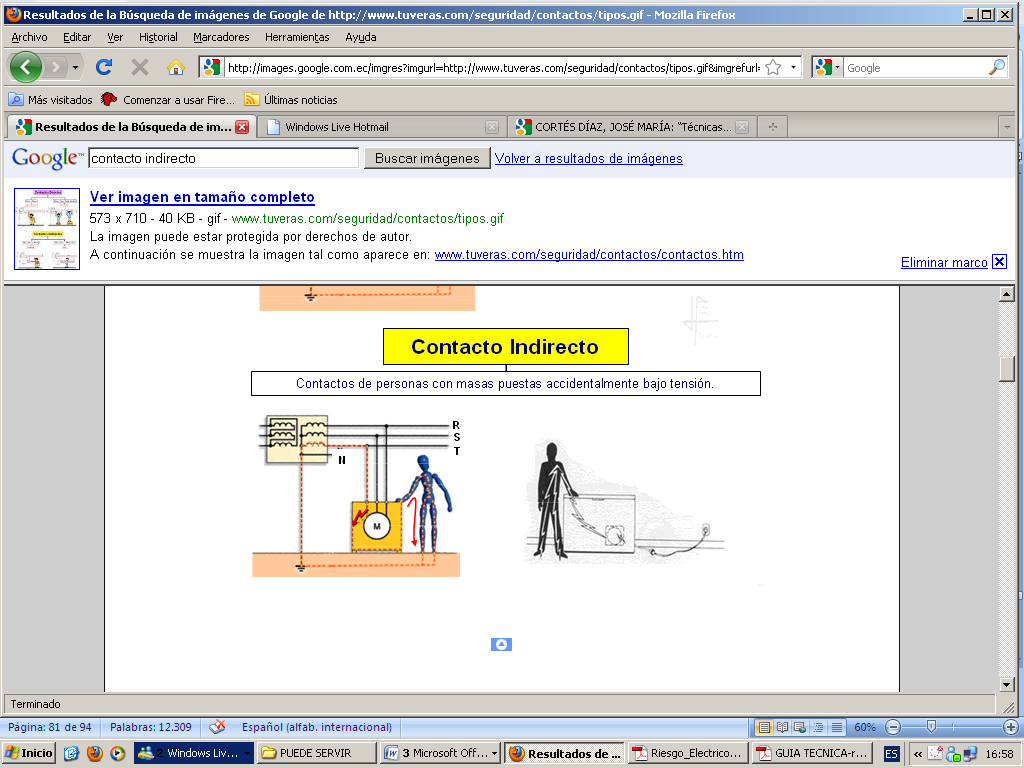 Resultados de la Búsqueda de imágenes de Google de http://www.tuveras.com/seguridad/contactos/tipos.gif - Mozilla Firefox
Archivo Editar Ver Historial Marcadores Herramientas Ayuda
http://images.google.com.ec/imgres?imgurl=http://www.tuveras.com/seguridad/contactos/tipos.gif&imgrefurl= Google
Más visitados Comenzar a usar Fire... Últimas noticias
Resultados de la Búsqueda de im... Windows Live Hotmail CORTÉS DÍAZ, JOSÉ MARÍA: "Técnicas...
Google contacto indirecto Buscar imágenes Volver a resultados de imágenes
Ver imagen en tamaño completo
573 x 710 - 40 KB - gif - www.tuveras.com/seguridad/contactos/tipos.gif
La imagen puede estar protegida por derechos de autor.
A continuación se muestra la imagen tal como aparece en: www.tuveras.com/seguridad/contactos/contactos.htm
Eliminar marco
Contacto Indirecto
Contactos de personas con masas puestas accidentalmente bajo tensión.
R
S
T
N
M
Terminado
Página: 81 de 94 Palabras: 12.309 Español (alfab. internacional) 60%
Inicio 2 Windows Liv... PUEDE SERVIR 3 Microsoft Off... Resultados de ... Riesgo_Electrico... GUIA TECNICA-r... ES « 16:58